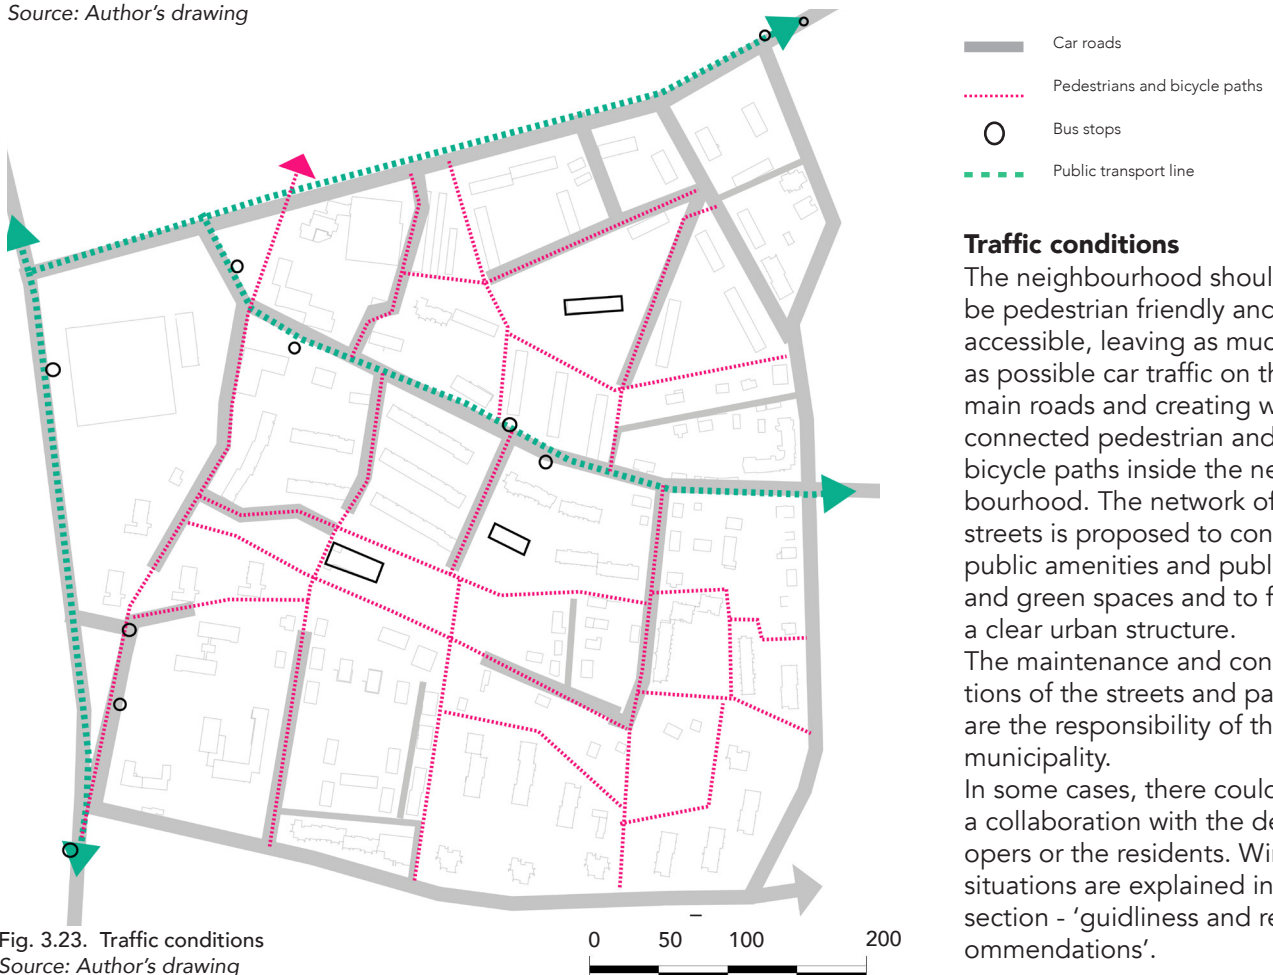 Source: Author's drawing
Car roads
Pedestrians and bicycle paths
Bus stops
Public transport line
Traffic conditions
The neighbourhood shoul
be pedestrian friendly and
accessible, leaving as muc
as possible car traffic on th
main roads and creating w
connected pedestrian and
bicycle paths inside the ne
bourhood. The network of
streets is proposed to con
public amenities and publ
and green spaces and to f
a clear urban structure.
The maintenance and con
tions of the streets and pa
are the responsibility of th
municipality.
In some cases, there could
a collaboration with the de
opers or the residents. Wi
situations are explained in
section - 'guidliness and re
ommendations'.
Fig. 3.23. Traffic conditions
Source: Author's drawing
0 50 100 200